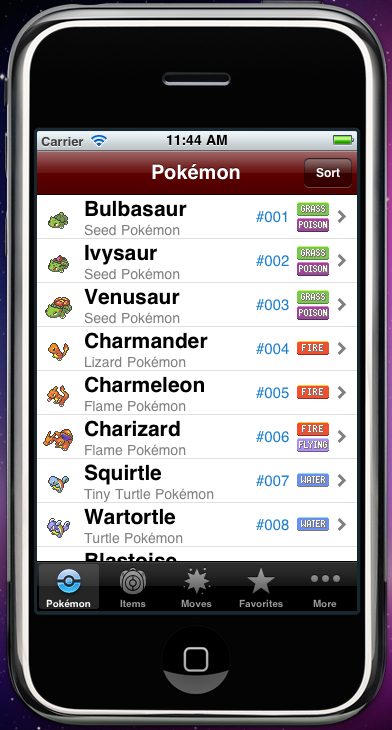 Carrier 11:44 AM
Pokémon Sort
Bulbasaur
Seed Pokémon
#001
GRASS
POISON
Ivysaur
Seed Pokémon
#002
GRASS
POISON
Venusaur
Seed Pokémon
#003
GRASS
POISON
Charmander
Lizard Pokémon
#004
FIRE
Charmeleon
Flame Pokémon
#005
FIRE
Charizard
Flame Pokémon
#006
FIRE
FLYING
Squirtle
Tiny Turtle Pokémon
#007
WATER
Wartortle
Turtle Pokémon
#008
WATER
Blastoise
Pokémon Items Moves Favorites More